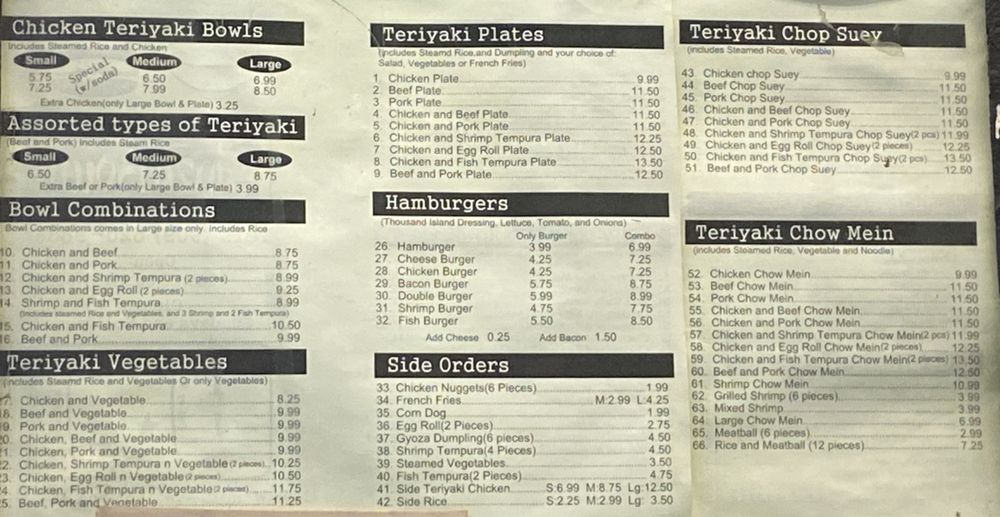 Chicken Teriyaki Bowls
Includes Steamed Rice and Chicken
Small Medium Large
5.75 Special 6.50 6.99
7.25 (w/soda) 7.99 8.50
Extra Chicken(only Large Bowl & Plate) 3.25
Assorted types of Teriyaki
(Beef and Pork) Includes Steam Rice
Small Medium Large
6.50 7.25 8.75
Extra Beef or Pork(only Large Bowl & Plate) 3.99
Bowl Combinations
Bowl Combinations comes in Large size only. Includes Rice
10. Chicken and Beef 8.75
11. Chicken and Pork 8.75
12. Chicken and Shrimp Tempura (2 pieces) 8.99
13. Chicken and Egg Roll (2 pieces) 9.25
14. Shrimp and Fish Tempura 8.99
(Includes steamed Rice and Vegetables, and 3 Shrimp and 2 Fish Tempura)
15. Chicken and Fish Tempura 10.50
16. Beef and Pork 9.99
Teriyaki Vegetables
(Includes Steamd Rice and Vegetables Or only Vegetables)
17. Chicken and Vegetable 8.25
18. Beef and Vegetable 9.99
19. Pork and Vegetable 9.99
20. Chicken, Beef and Vegetable 9.99
21. Chicken, Pork and Vegetable 9.99
22. Chicken, Shrimp Tempura n Vegetable (2 pieces) 10.25
23. Chicken, Egg Roll n Vegetable (2 pieces) 10.50
24. Chicken, Fish Tempura n Vegetable (2 pieces) 11.75
25. Beef, Pork and Vegetable 11.25
Teriyaki Plates
(Includes Steamd Rice,and Dumpling and your choice of:
Salad, Vegetables or French Fries)
1. Chicken Plate 9.99
2. Beef Plate 11.50
3. Pork Plate 11.50
4. Chicken and Beef Plate 11.50
5. Chicken and Pork Plate 11.50
6. Chicken and Shrimp Tempura Plate 12.25
7. Chicken and Egg Roll Plate 12.50
8. Chicken and Fish Tempura Plate 13.50
9. Beef and Pork Plate 12.50
Hamburgers
(Thousand Island Dressing, Lettuce, Tomato, and Onions)
Only Burger Combo
26. Hamburger 3.99 6.99
27. Cheese Burger 4.25 7.25
28. Chicken Burger 4.25 7.25
29. Bacon Burger 5.75 8.75
30. Double Burger 5.99 8.99
31. Shrimp Burger 4.75 7.75
32. Fish Burger 5.50 8.50
Add Cheese 0.25 Add Bacon 1.50
Side Orders
33 Chicken Nuggets(6 Pieces) 1.99
34. French Fries M:2.99 L:4.25
35 Corn Dog 1.99
36. Egg Roll(2 Pieces) 2.75
37. Gyoza Dumpling(6 pieces) 4.50
38. Shrimp Tempura(4 Pieces) 4.50
39. Steamed Vegetables 3.50
40. Fish Tempura(2 Pieces) 4.75
41. Side Teriyaki Chicken S:6.99 M:8.75 Lg:12.50
42. Side Rice S:2.25 M:2.99 Lg: 3.50
Teriyaki Chop Suey
(includes Steamed Rice, Vegetable)
43. Chicken chop Suey 9.99
44. Beef Chop Suey 11.50
45. Pork Chop Suey 11.50
46 Chicken and Beef Chop Suey 11.50
47. Chicken and Pork Chop Suey 11.50
48. Chicken and Shrimp Tempura Chop Suey(2 pcs) 11.99
49. Chicken and Egg Roll Chop Suey(2 pieces) 12.25
50. Chicken and Fish Tempura Chop Suey(2 pcs) 13.50
51. Beef and Pork Chop Suey 12.50
Teriyaki Chow Mein
(includes Steamed Rice, Vegetable and Noodle)
52. Chicken Chow Mein 9.99
53. Beef Chow Mein 11.50
54. Pork Chow Mein 11.50
55. Chicken and Beef Chow Mein 11.50
56. Chicken and Pork Chow Mein 11.50
57. Chicken and Shrimp Tempura Chow Mein(2 pcs) 11.99
58. Chicken and Egg Roll Chow Mein(2 pieces) 12.25
59. Chicken and Fish Tempura Chow Mein(2 pieces) 13.50
60. Beef and Pork Chow Mein 12.50
61. Shrimp Chow Mein 10.99
62. Grilled Shrimp (6 pieces) 3.99
63. Mixed Shrimp 3.99
64. Large Chow Mein 6.99
65. Meatball (6 pieces) 2.99
66. Rice and Meatball (12 pieces) 7.25